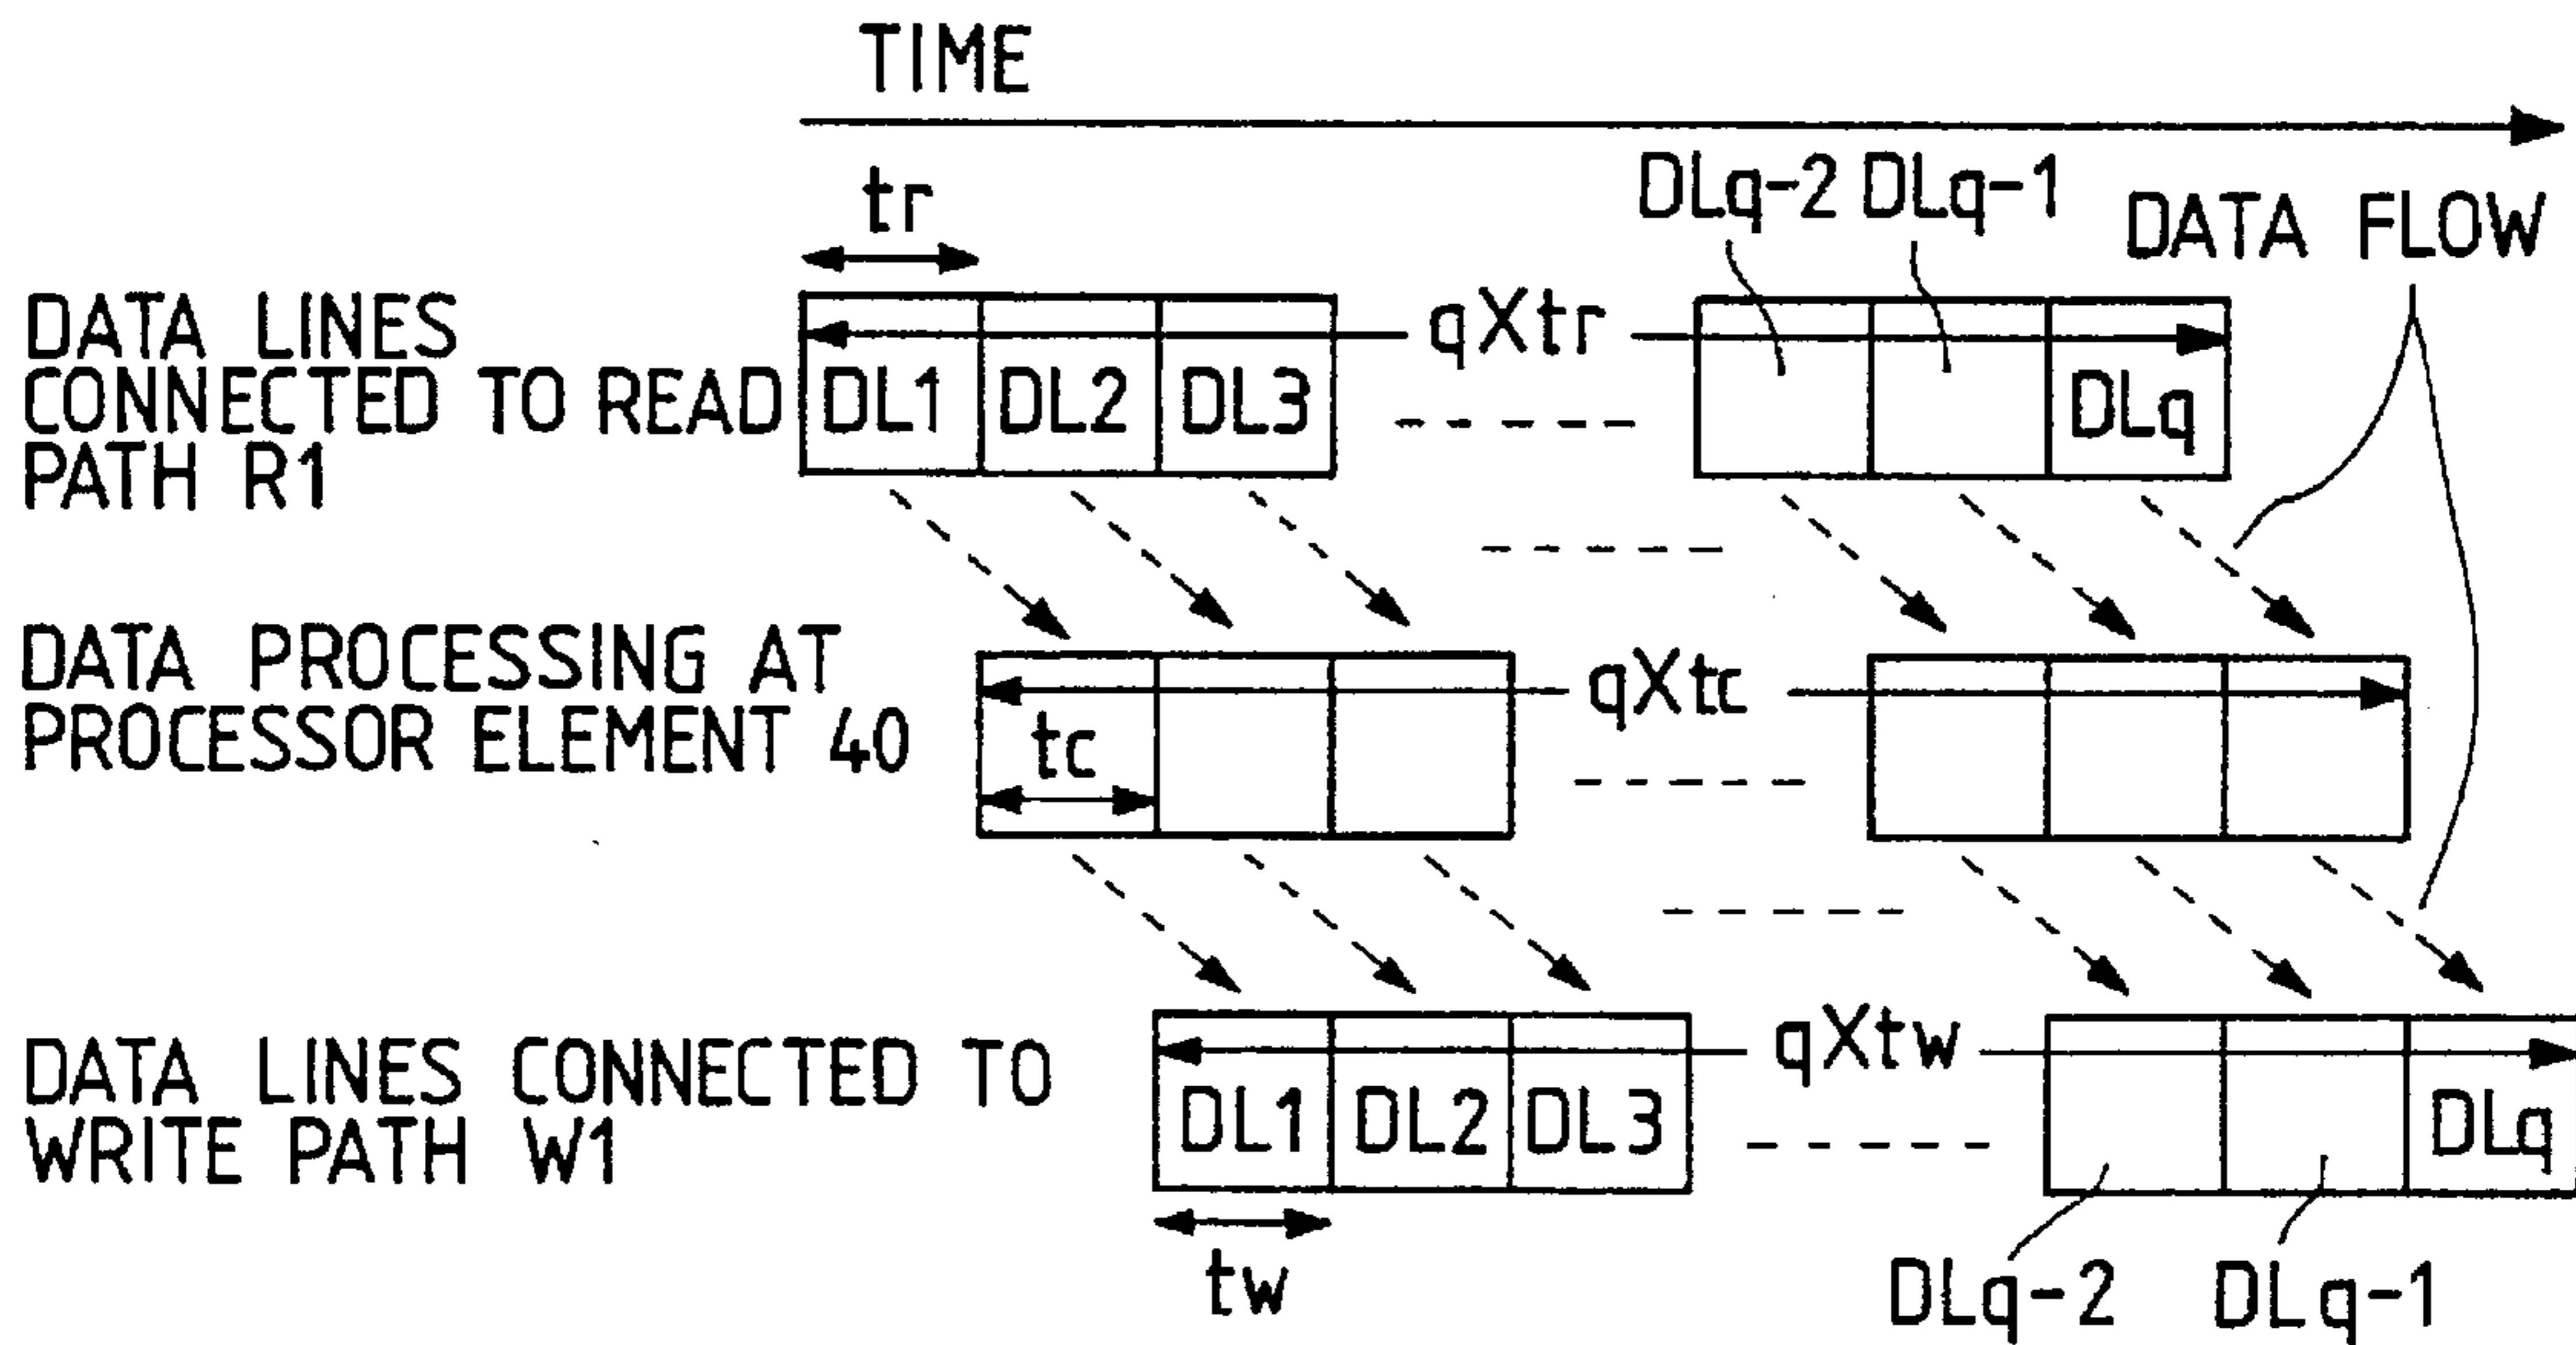 TIME
tr
DLq-2 DLq-1
DATA FLOW
DATA LINES
CONNECTED TO READ
PATH R1
qXtr
DL1 DL2 DL3
DLq
DATA PROCESSING AT
PROCESSOR ELEMENT 40
qXtc
tc
DATA LINES CONNECTED TO
WRITE PATH W1
qXtw
DL1 DL2 DL3
DLq
tw
DLq-2 DLq-1